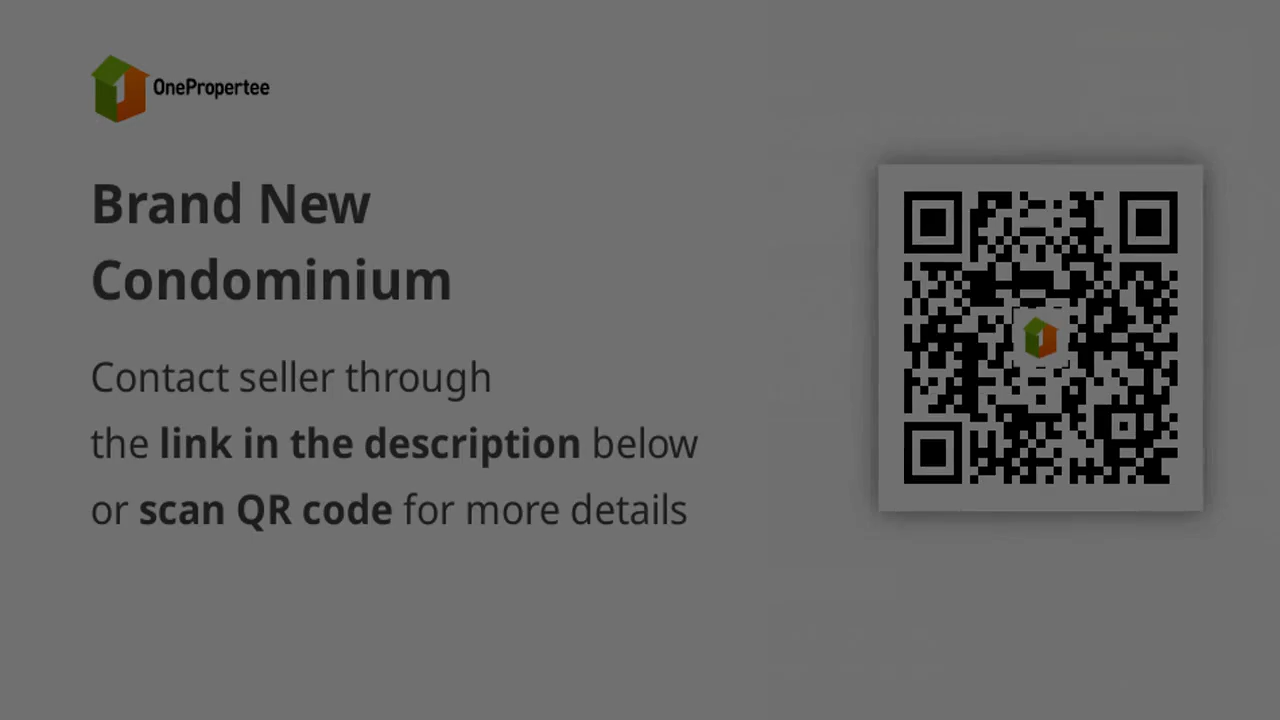 OnePropertee
Brand New
Condominium
Contact seller through
the link in the description below
or scan QR code for more details